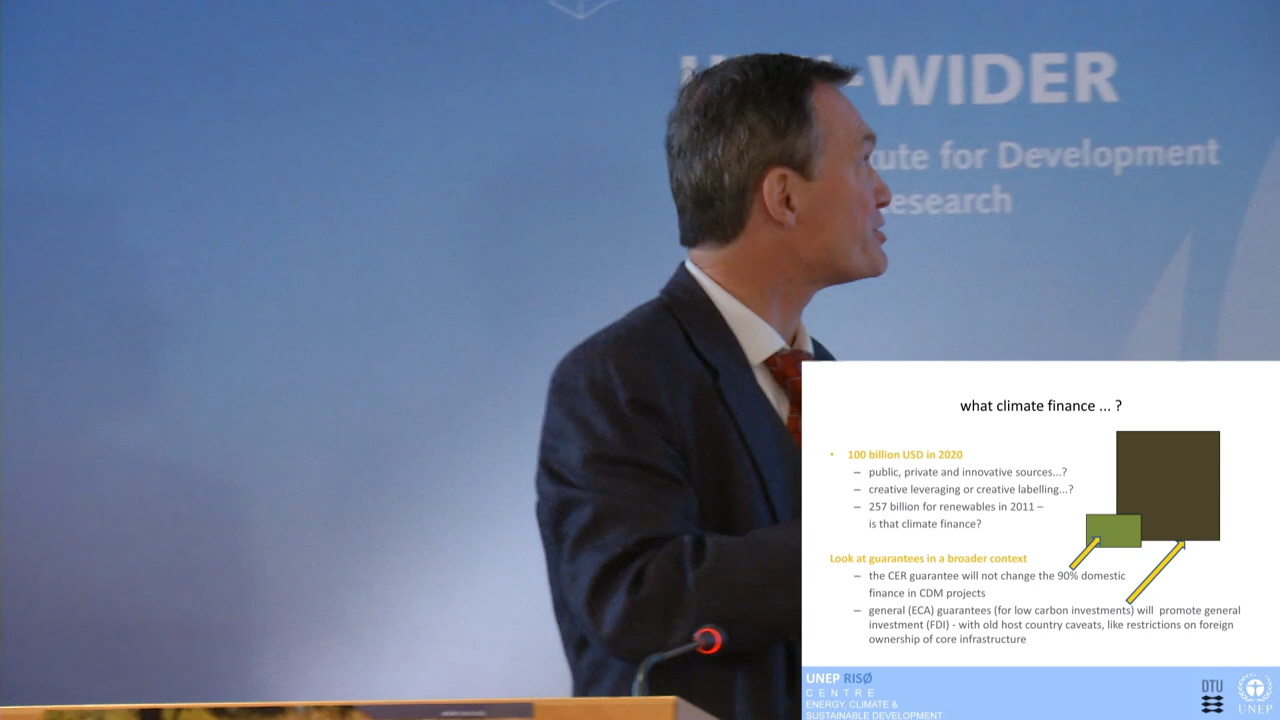 -WIDER
ute for Development
esearch
what climate finance ... ?
• 100 billion USD in 2020
– public, private and innovative sources...?
– creative leveraging or creative labelling...?
– 257 billion for renewables in 2011 –
is that climate finance?
Look at guarantees in a broader context
– the CER guarantee will not change the 90% domestic
finance in CDM projects
– general (ECA) guarantees (for low carbon investments) will promote general
investment (FDI) - with old host country caveats, like restrictions on foreign
ownership of core infrastructure
UNEP RISØ
CENTRE
ENERGY, CLIMATE &
SUSTAINABLE DEVELOPMENT
DTU
UNEP